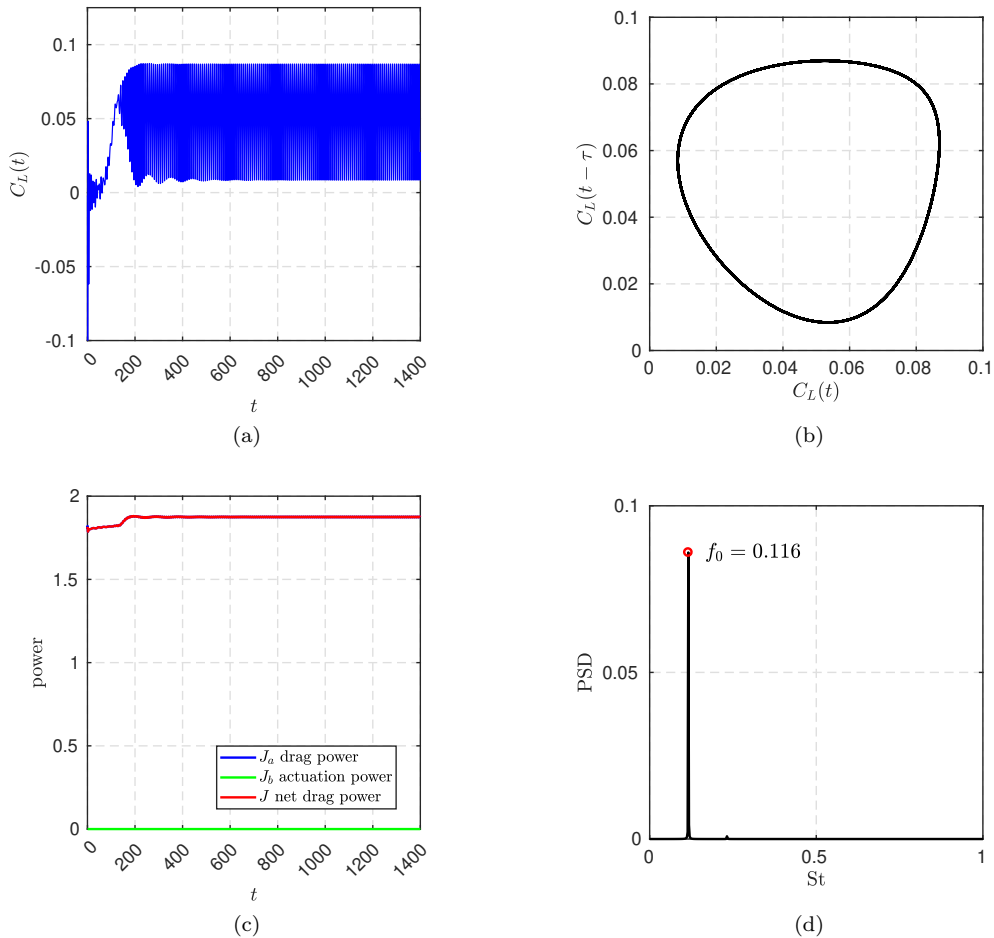 0.1
0.05
0
-0.05
-0.1
C_L(t)
0 200 400 600 800 1000 1200 1400
t
(a)
0.1
0.08
0.06
0.04
0.02
0
C_L(t − τ)
0 0.02 0.04 0.06 0.08 0.1
C_L(t)
(b)
2
1.5
1
0.5
0
power
J_a drag power
J_b actuation power
J net drag power
0 200 400 600 800 1000 1200 1400
t
(c)
0.1
0.05
0
PSD
f_0 = 0.116
0 0.5 1
St
(d)